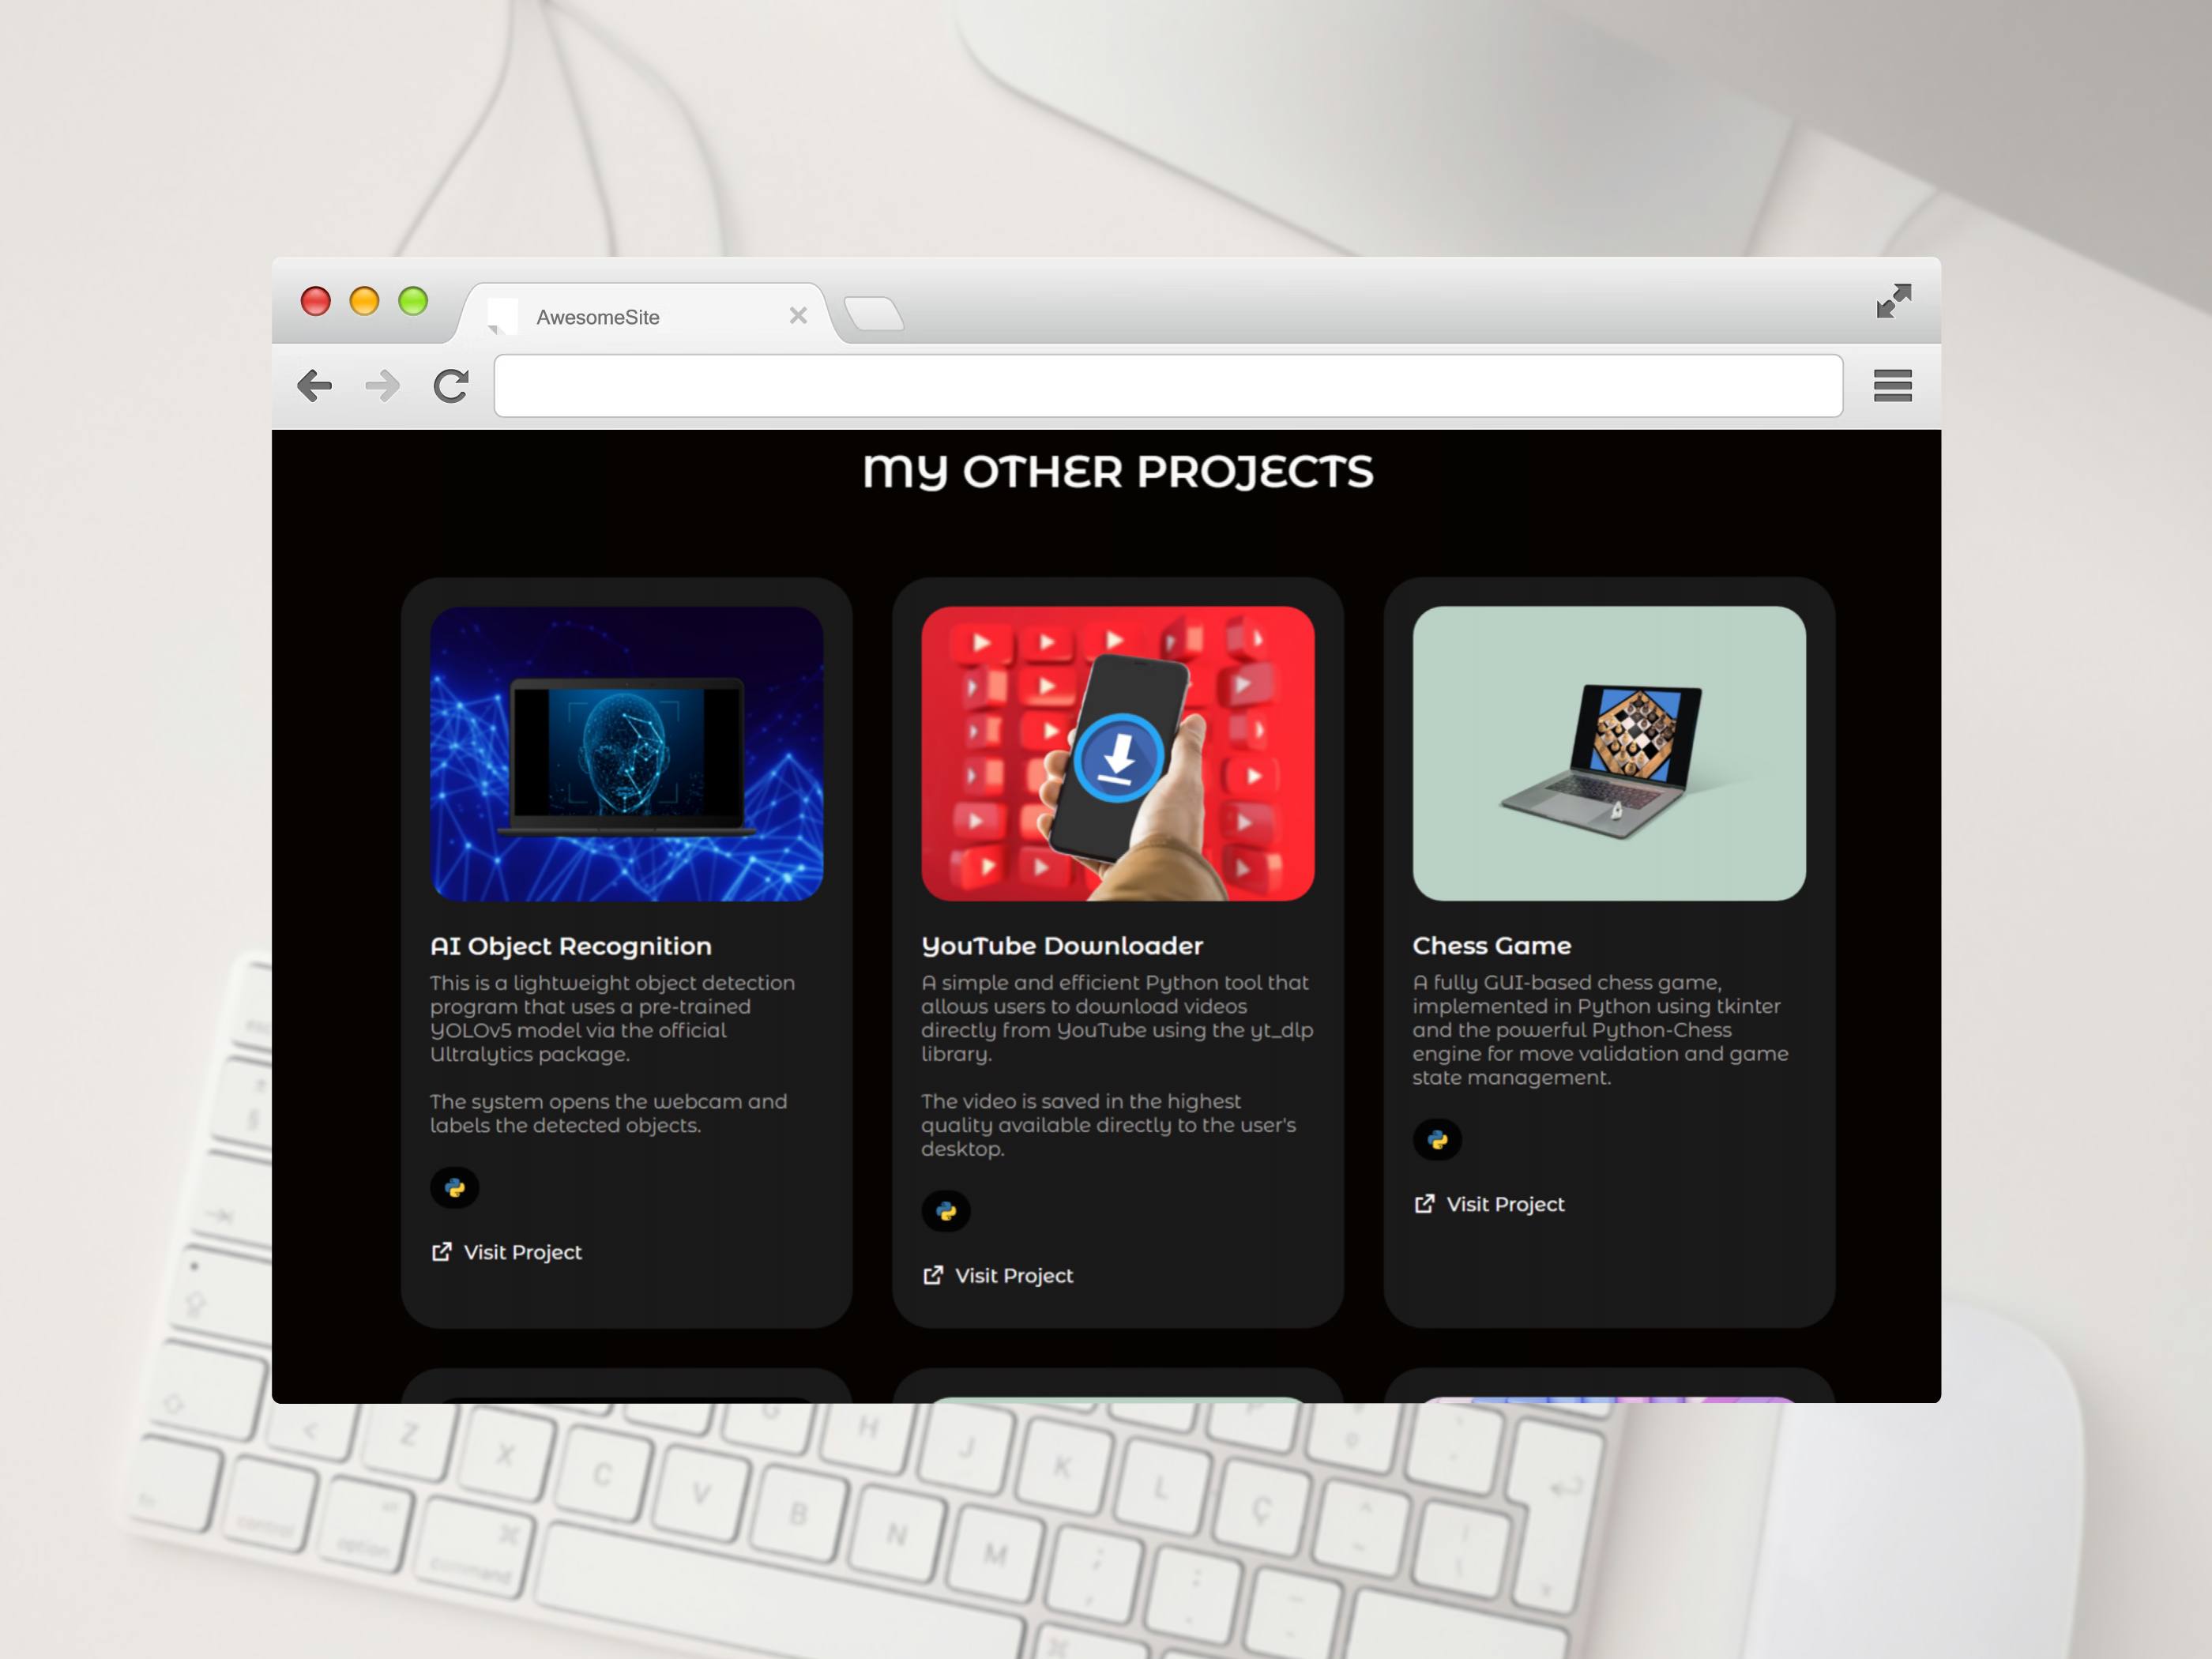 AwesomeSite
MY OTHER PROJECTS
AI Object Recognition
This is a lightweight object detection
program that uses a pre-trained
YOLOv5 model via the official
Ultralytics package.
The system opens the webcam and
labels the detected objects.
Visit Project
YouTube Downloader
A simple and efficient Python tool that
allows users to download videos
directly from YouTube using the yt_dlp
library.
The video is saved in the highest
quality available directly to the user's
desktop.
Visit Project
Chess Game
A fully GUI-based chess game,
implemented in Python using tkinter
and the powerful Python-Chess
engine for move validation and game
state management.
Visit Project
G H J K L Ç
< Z X C V B N M
fn control option command